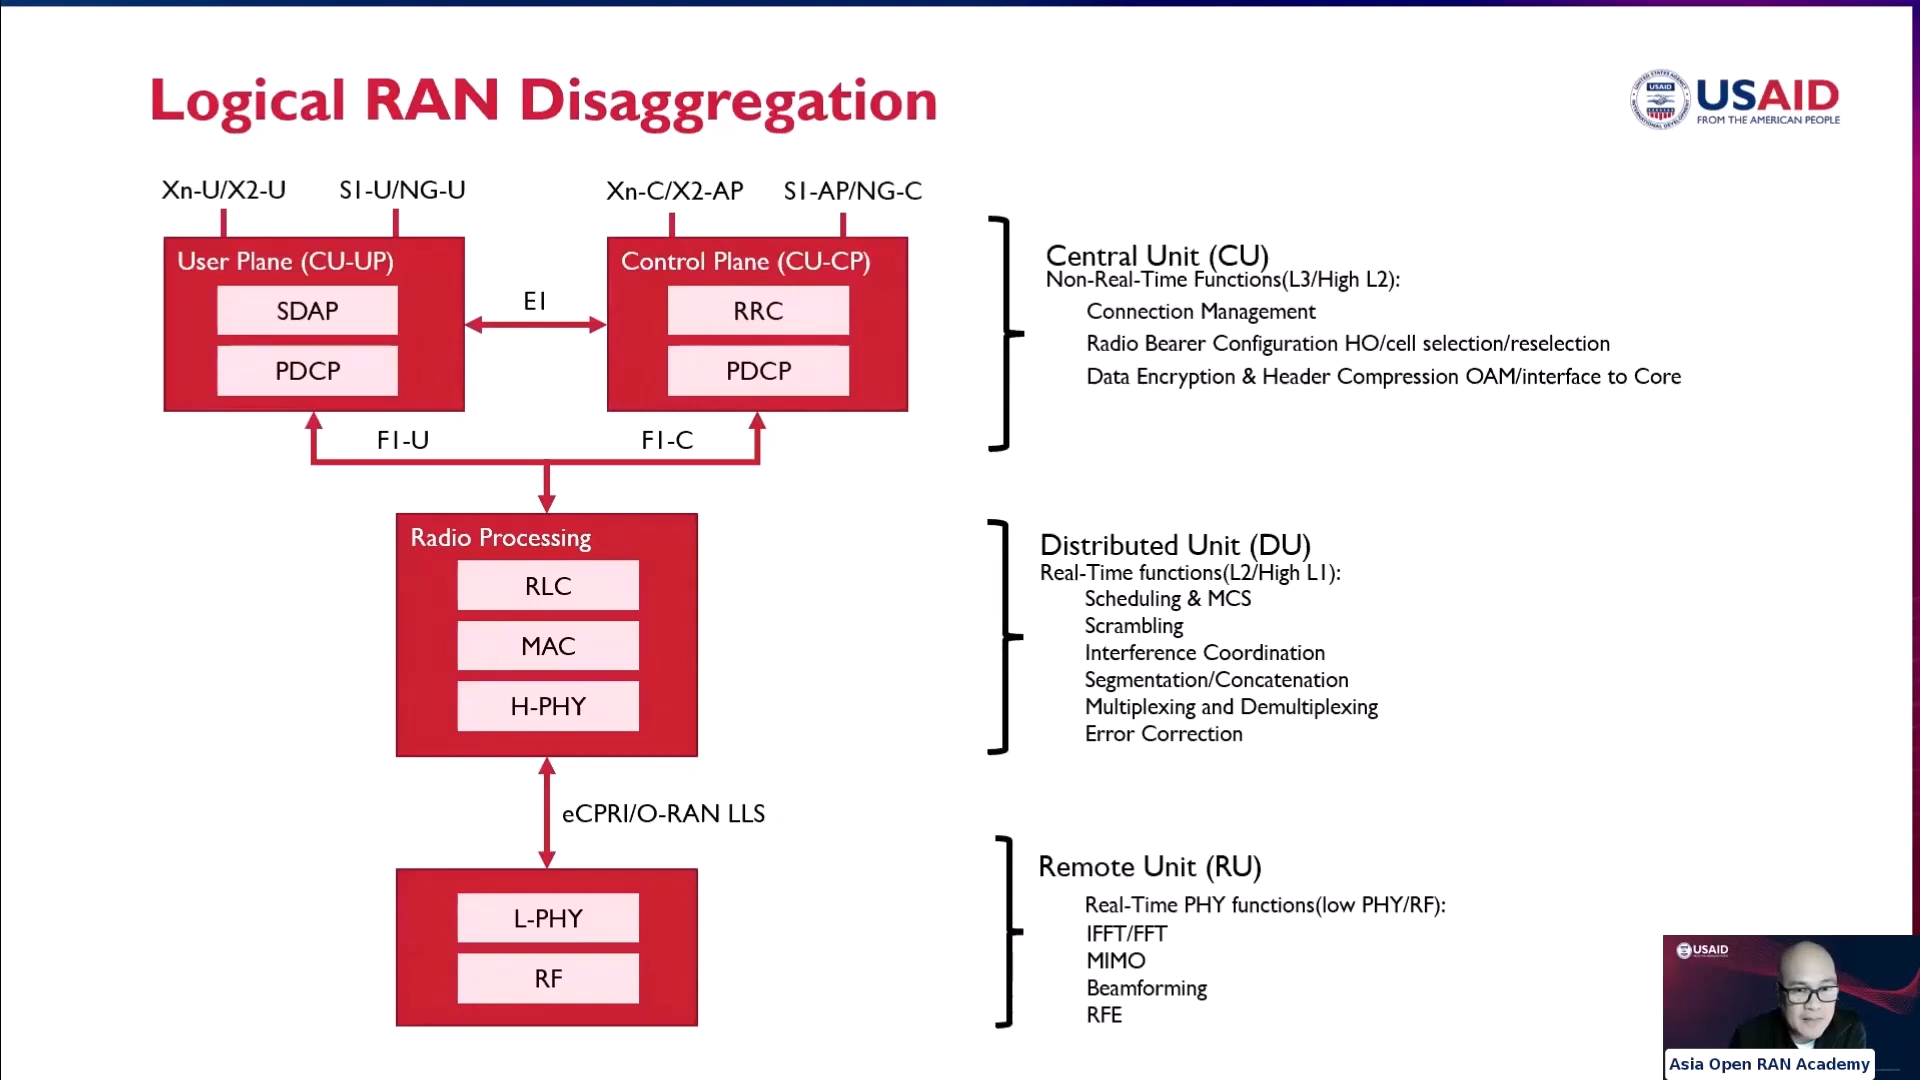 Logical RAN Disaggregation
USAID
FROM THE AMERICAN PEOPLE
Xn-U/X2-U
S1-U/NG-U
Xn-C/X2-AP
S1-AP/NG-C
User Plane (CU-UP)
SDAP
PDCP
E1
Control Plane (CU-CP)
RRC
PDCP
F1-U
F1-C
Radio Processing
RLC
MAC
H-PHY
eCPRI/O-RAN LLS
L-PHY
RF
Central Unit (CU)
Non-Real-Time Functions(L3/High L2):
Connection Management
Radio Bearer Configuration HO/cell selection/reselection
Data Encryption & Header Compression OAM/interface to Core
Distributed Unit (DU)
Real-Time functions(L2/High L1):
Scheduling & MCS
Scrambling
Interference Coordination
Segmentation/Concatenation
Multiplexing and Demultiplexing
Error Correction
Remote Unit (RU)
Real-Time PHY functions(low PHY/RF):
IFFT/FFT
MIMO
Beamforming
RFE
USAID
Asia Open RAN Academy